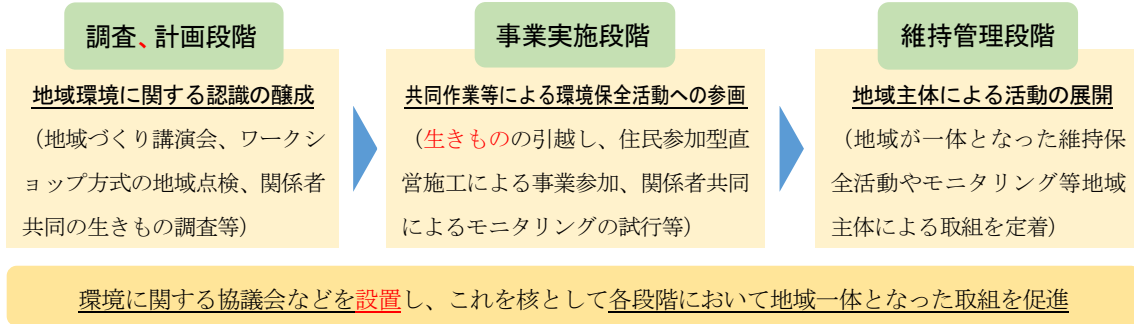 調査、計画段階
地域環境に関する認識の醸成
（地域づくり講演会、ワークシ
ョップ方式の地域点検、関係者
共同の生きもの調査等）
事業実施段階
共同作業等による環境保全活動への参画
（生きものの引越し、住民参加型直
営施工による事業参加、関係者共同
によるモニタリングの試行等）
維持管理段階
地域主体による活動の展開
（地域が一体となった維持保
全活動やモニタリング等地域
主体による取組を定着）
環境に関する協議会などを設置し、これを核として各段階において地域一体となった取組を促進